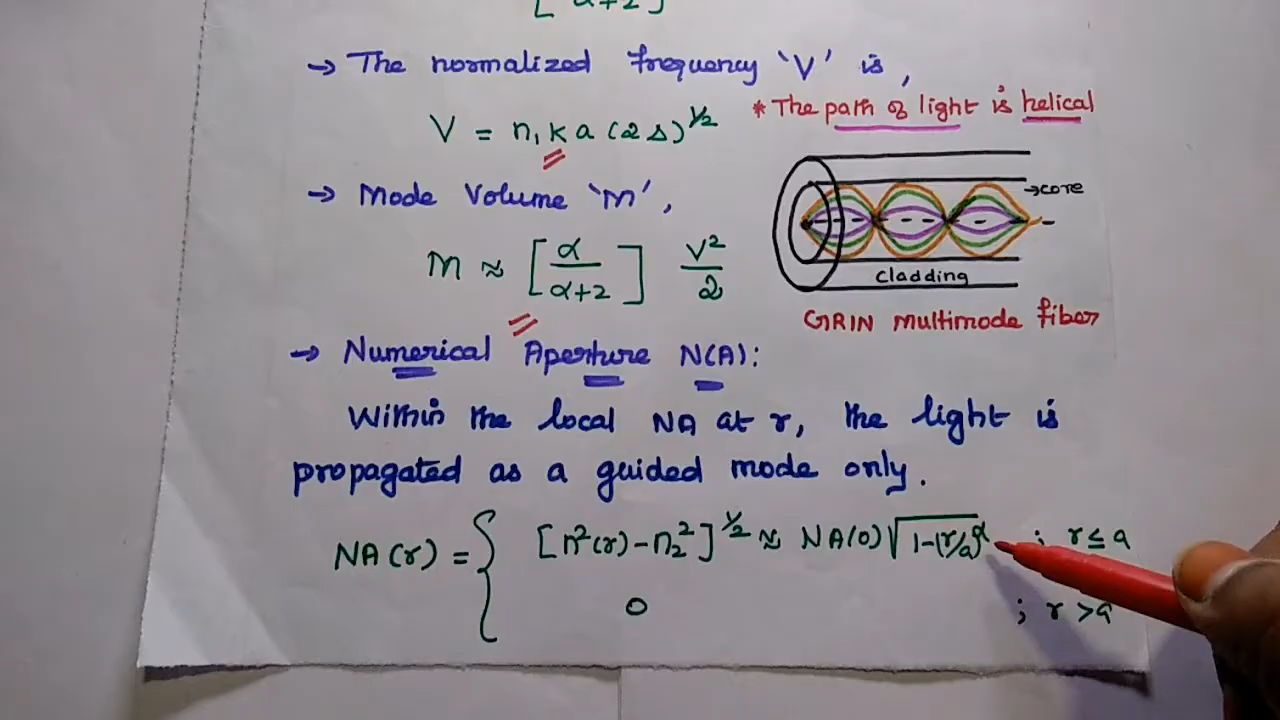 [ α+2 ]
→ The normalized frequency 'V' is,
V = n₁ k a (2Δ)^1/2
* The path of light is helical
→ core
cladding
GRIN multimode fiber
→ Mode Volume 'M',
M ≈ [α/α+2] V²/2
→ Numerical Aperture N(A):
Within the local NA at r, the light is
propagated as a guided mode only.
NA(r) = { [n²(r)-n₂²]^1/2 ≈ NA(0)√1-(r/a)^α ; r≤a
0 ; r>a